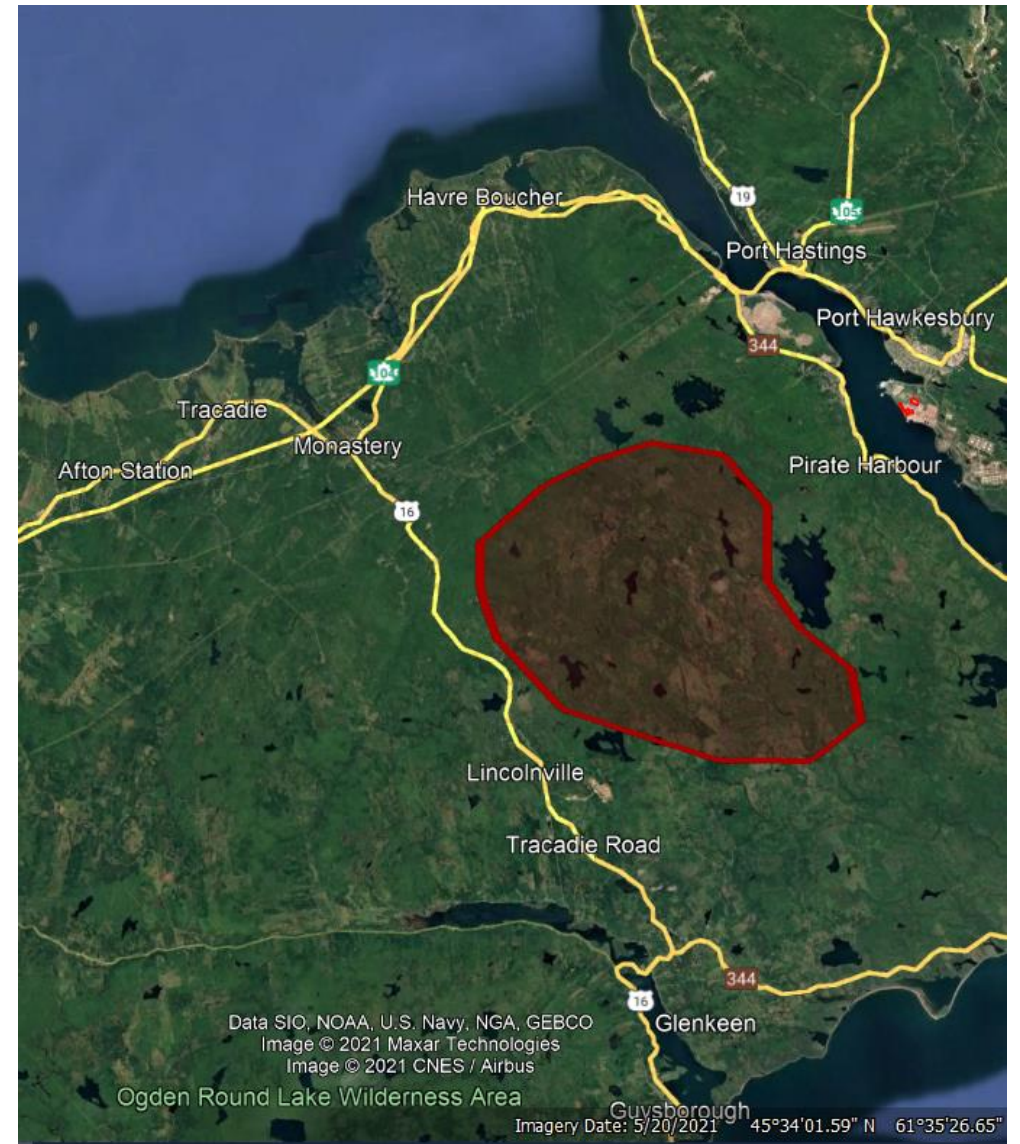 Havre Boucher
19
105
Port Hastings
Port Hawkesbury
344
104
Tracadie
Monastery
Afton Station
Pirate Harbour
16
Lincolnville
Tracadie Road
344
16
Glenkeen
Data SIO, NOAA, U.S. Navy, NGA, GEBCO
Image © 2021 Maxar Technologies
Image © 2021 CNES / Airbus
Ogden Round Lake Wilderness Area
Guysborough
Imagery Date: 5/20/2021 45°34'01.59" N 61°35'26.65"